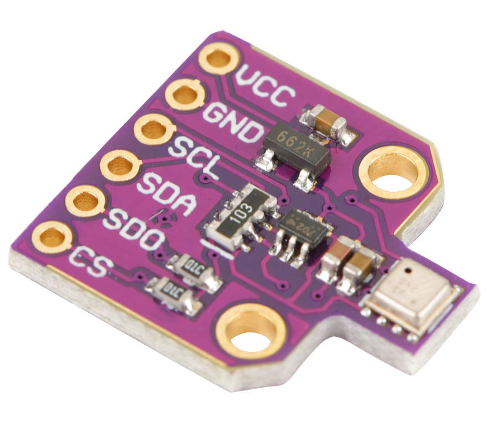 VCC
GND
SCL
SDA
SDO
CS
662K
103